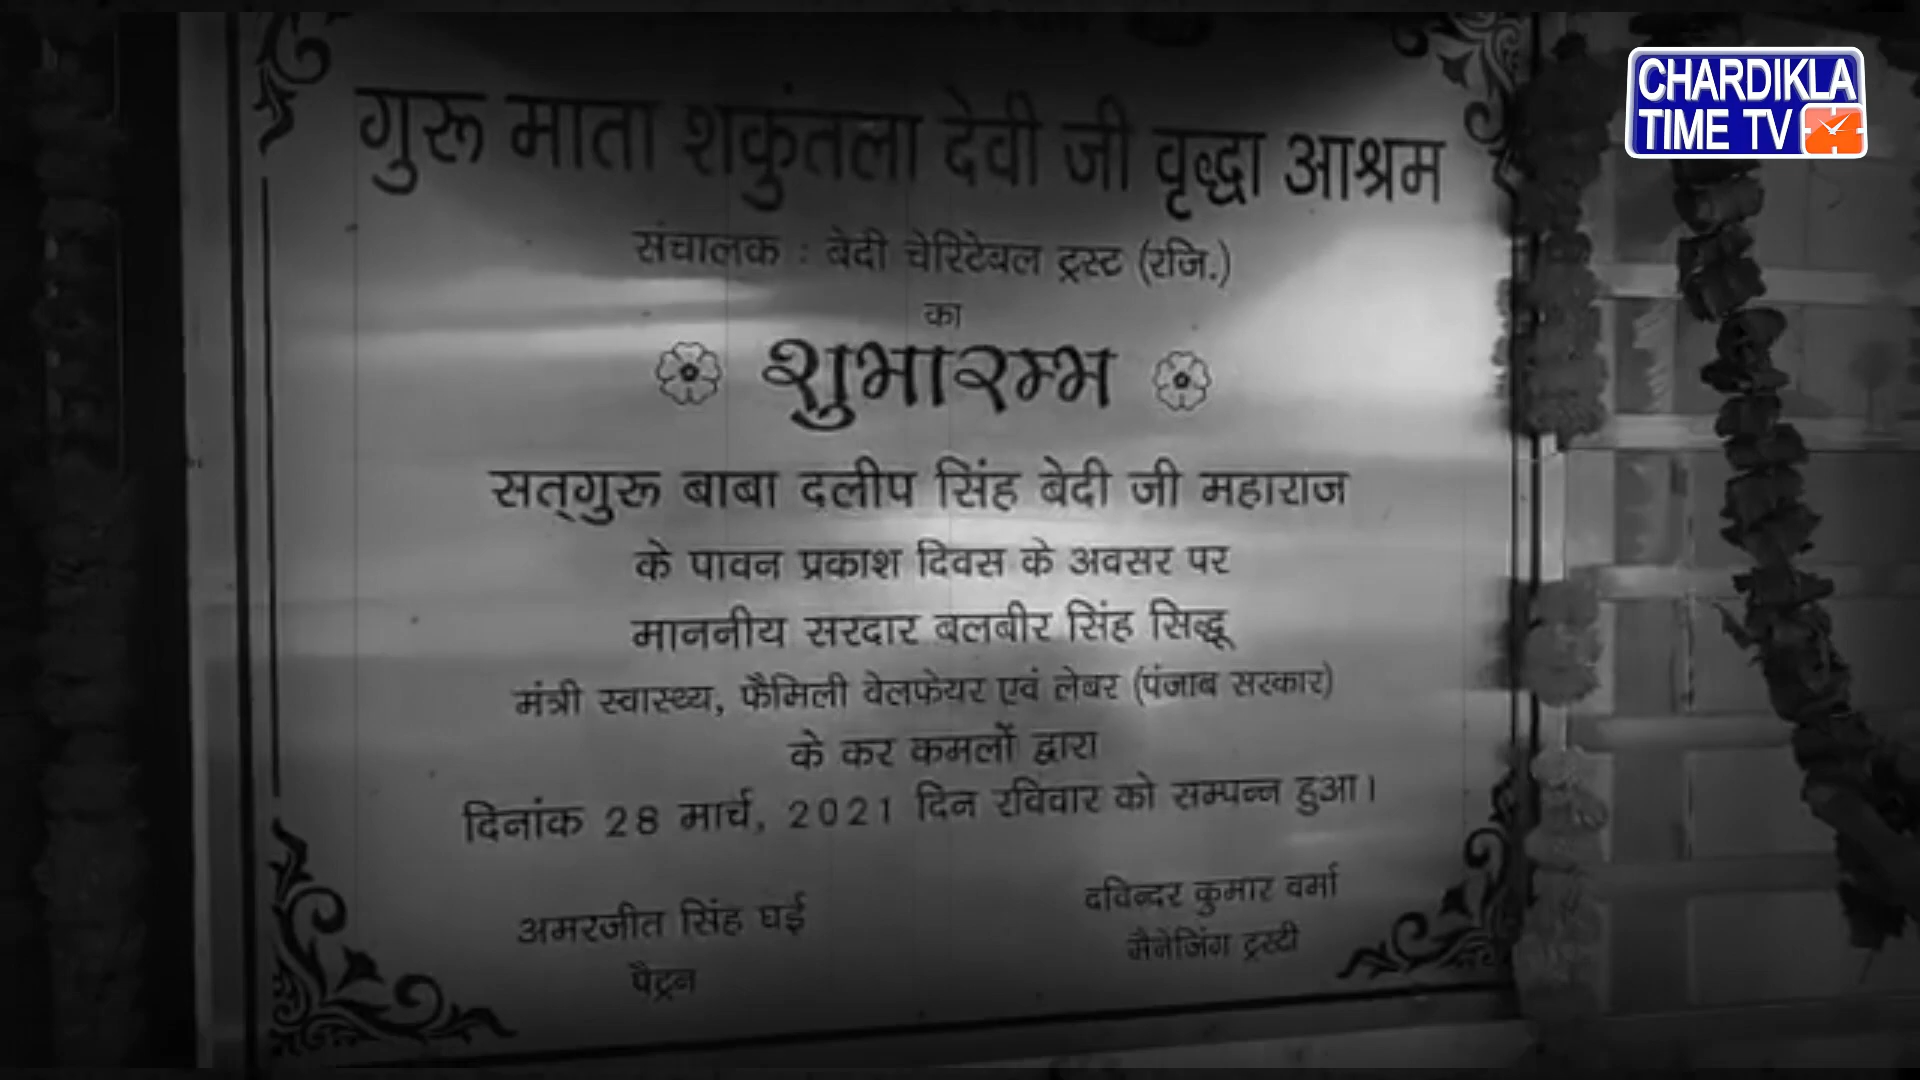 CHARDIKLA
TIME TV
गुरू माता शकुंतला देवी जी वृद्धा आश्रम
संचालक : बेदी चेरिटेबल ट्रस्ट (रजि.)
का
शुभारम्भ
सत्गुरू बाबा दलीप सिंह बेदी जी महाराज
के पावन प्रकाश दिवस के अवसर पर
माननीय सरदार बलबीर सिंह सिद्धू
मंत्री स्वास्थ्य, फैमिली वेलफेयर एवं लेबर (पंजाब सरकार)
के कर कमलों द्वारा
दिनांक 28 मार्च, 2021 दिन रविवार को सम्पन्न हुआ।
अमरजीत सिंह घई
पैट्रन
दविन्दर कुमार वर्मा
मैनेजिंग ट्रस्टी